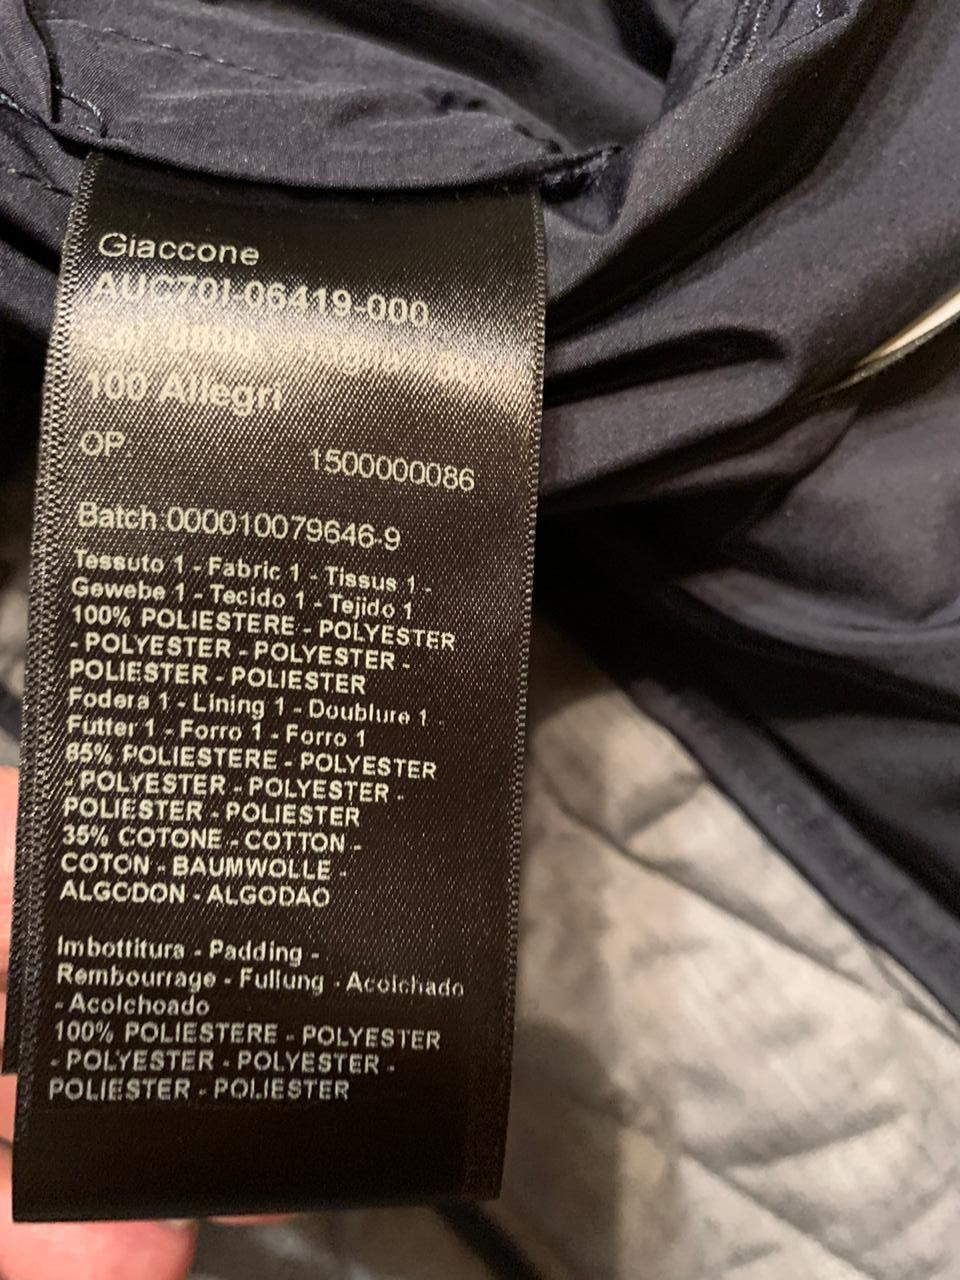 Giaccone
AUC70I-06419-000
100 Allegri
OP: 1500000086
Batch:000010079646-9
Tessuto 1 - Fabric 1 - Tissus 1 -
Gewebe 1 - Tecido 1 - Tejido 1
100% POLIESTERE - POLYESTER
- POLYESTER - POLYESTER -
POLIESTER - POLIESTER
Fodera 1 - Lining 1 - Doublure 1 -
Futter 1 - Forro 1 - Forro 1
POLIESTERE - POLYESTER
- POLYESTER - POLYESTER -
POLIESTER - POLIESTER
35% COTONE - COTTON -
COTON - BAUMWOLLE -
ALGODON - ALGODAO
Imbottitura - Padding -
Rembourrage - Fullung - Acolchado
- Acolchoado
100% POLIESTERE - POLYESTER
- POLYESTER - POLYESTER -
POLIESTER - POLIESTER